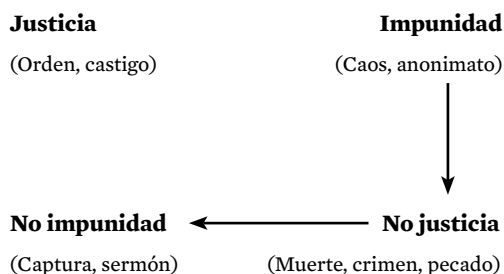 Justicia
Impunidad
(Orden, castigo)
(Caos, anonimato)
No impunidad
No justicia
(Captura, sermón)
(Muerte, crimen, pecado)